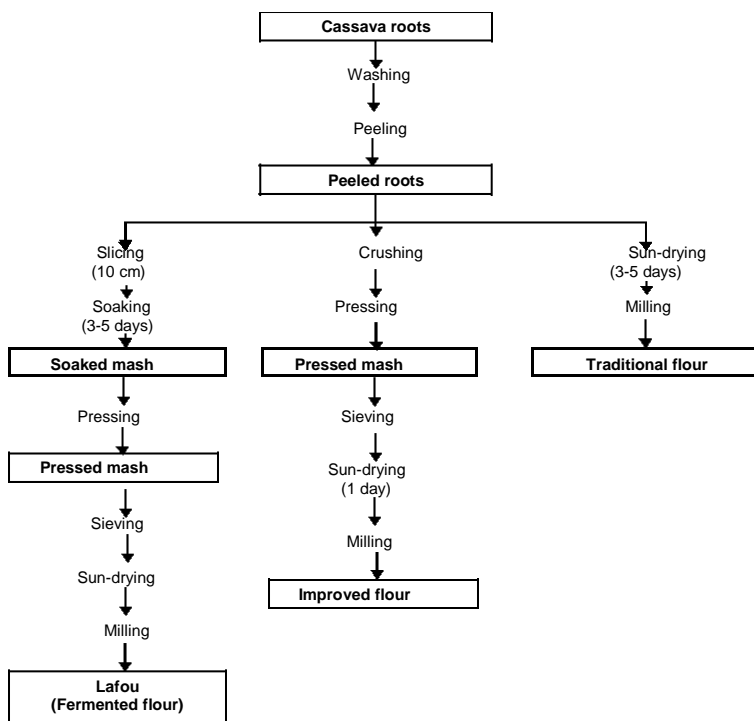 Cassava roots
Washing
Peeling
Peeled roots
Slicing
(10 cm)
Soaking
(3-5 days)
Soaked mash
Pressing
Pressed mash
Sieving
Sun-drying
Milling
Lafou
(Fermented flour)
Crushing
Pressing
Pressed mash
Sieving
Sun-drying
(1 day)
Milling
Improved flour
Sun-drying
(3-5 days)
Milling
Traditional flour